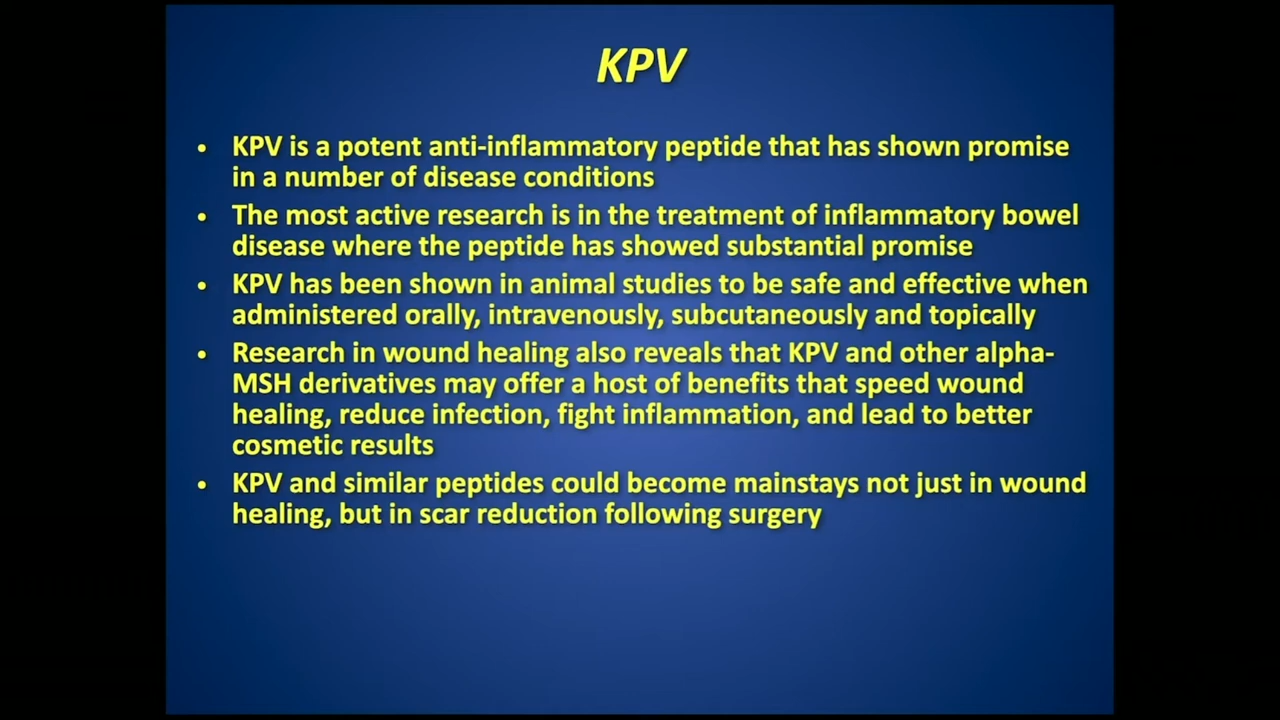 KPV
• KPV is a potent anti-inflammatory peptide that has shown promise
in a number of disease conditions
• The most active research is in the treatment of inflammatory bowel
disease where the peptide has showed substantial promise
• KPV has been shown in animal studies to be safe and effective when
administered orally, intravenously, subcutaneously and topically
• Research in wound healing also reveals that KPV and other alpha-
MSH derivatives may offer a host of benefits that speed wound
healing, reduce infection, fight inflammation, and lead to better
cosmetic results
• KPV and similar peptides could become mainstays not just in wound
healing, but in scar reduction following surgery